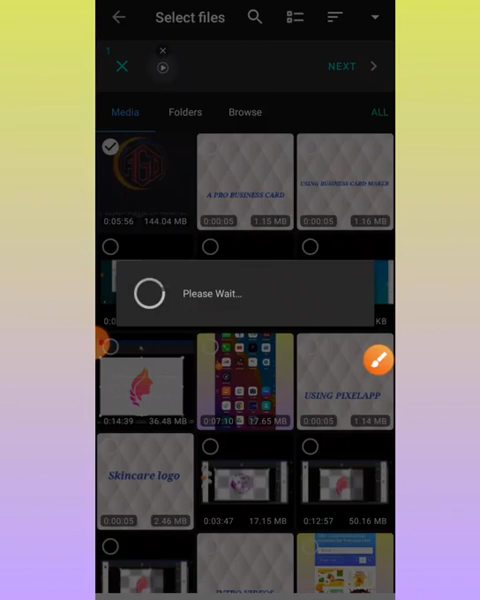 Select files
1
NEXT
Media Folders Browse ALL
A PRO BUSINESS CARD
USING BUSINESS CARD MAKER
0:05:56 144.04 MB 0:00:05 1.15 MB 0:00:05 1:16 MB
KB
Please Wait...
USING PIXELAPP
0:14:39 36.48 MB 0:07:10 17.65 MB 0:00:05 1.14 MB
Skincare logo
0:00:05 2.46 MB 0:03:47 17.15 MB 0:12:57 50.16 MB
INTRO VIDEOS